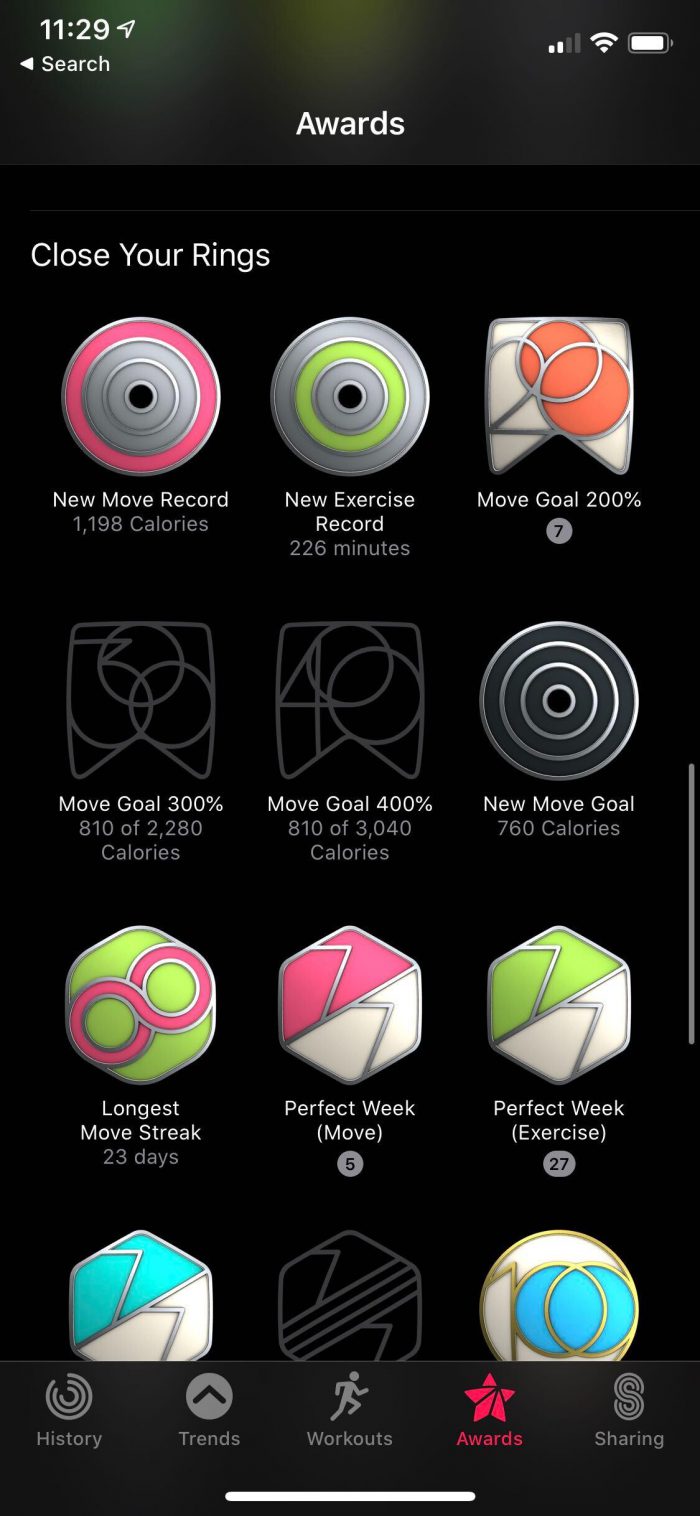 11:29
◀ Search
Awards
Close Your Rings
New Move Record
1,198 Calories
New Exercise
Record
226 minutes
Move Goal 200%
7
Move Goal 300%
810 of 2,280
Calories
Move Goal 400%
810 of 3,040
Calories
New Move Goal
760 Calories
Longest
Move Streak
23 days
Perfect Week
(Move)
5
Perfect Week
(Exercise)
27
History
Trends
Workouts
Awards
Sharing